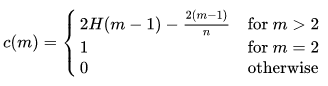 c(m) = { 2H(m − 1) − 2(m−1)/n for m > 2
1 for m = 2
0 otherwise